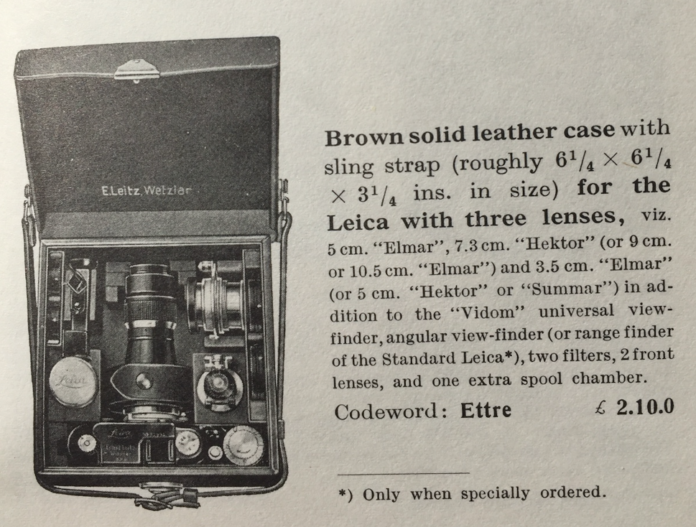 E.Leitz, Wetzlar
Leica
Leica
Brown solid leather case with
sling strap (roughly 6¹/₄ × 6¹/₄
× 3¹/₄ ins. in size) for the
Leica with three lenses, viz.
5 cm. “Elmar”, 7.3 cm. “Hektor” (or 9 cm.
or 10.5 cm. “Elmar”) and 3.5 cm. “Elmar”
(or 5 cm. “Hektor” or “Summar”) in ad-
dition to the “Vidom” universal view-
finder, angular view-finder (or range finder
of the Standard Leica*), two filters, 2 front
lenses, and one extra spool chamber.
Codeword: Ettre £ 2.10.0
*) Only when specially ordered.